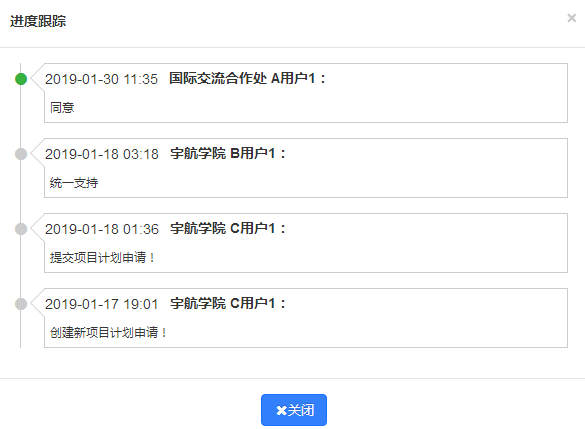 进度跟踪
×
2019-01-30 11:35 国际交流合作处 A用户1：
同意
2019-01-18 03:18 宇航学院 B用户1：
统一支持
2019-01-18 01:36 宇航学院 C用户1：
提交项目计划申请！
2019-01-17 19:01 宇航学院 C用户1：
创建新项目计划申请！
✖关闭